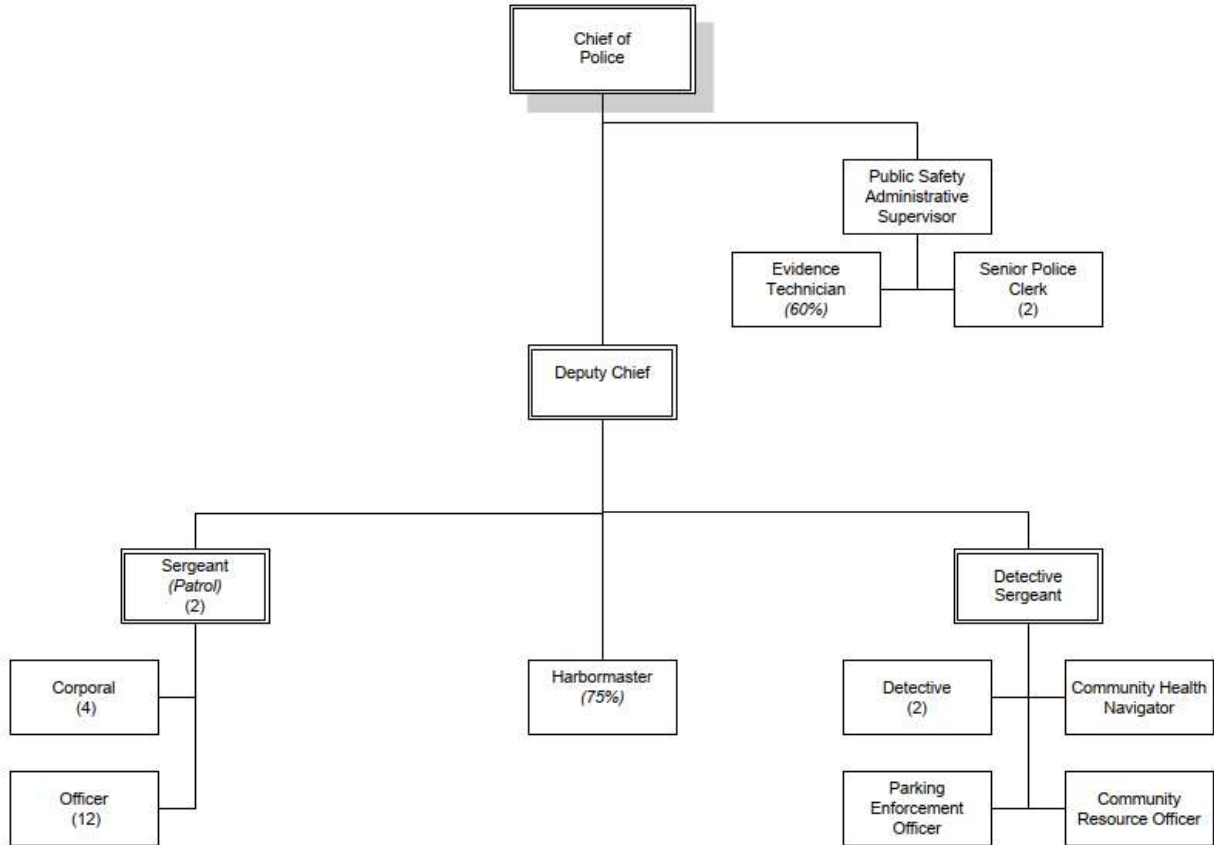 Chief of
Police
Public Safety
Administrative
Supervisor
Evidence
Technician
(60%)
Senior Police
Clerk
(2)
Deputy Chief
Sergeant
(Patrol)
(2)
Detective
Sergeant
Corporal
(4)
Harbormaster
(75%)
Detective
(2)
Community Health
Navigator
Officer
(12)
Parking
Enforcement
Officer
Community
Resource Officer